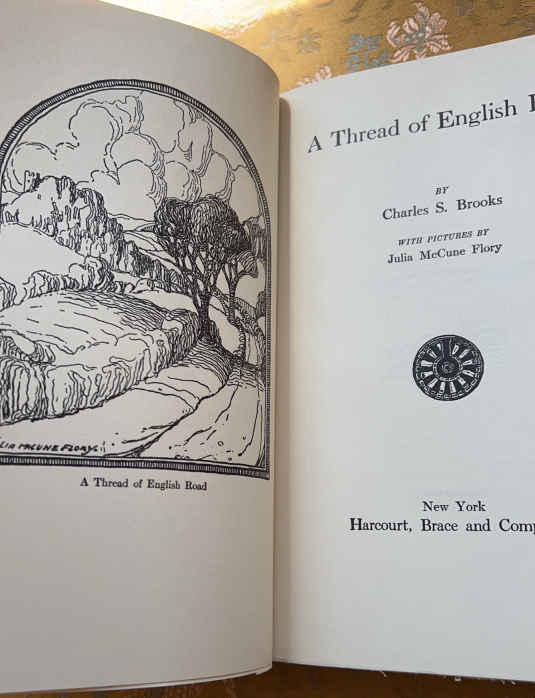 LIA MCCUNE FLORY
A Thread of English Road
A Thread of English
BY
Charles S. Brooks
WITH PICTURES BY
Julia McCune Flory
New York
Harcourt, Brace and Comp